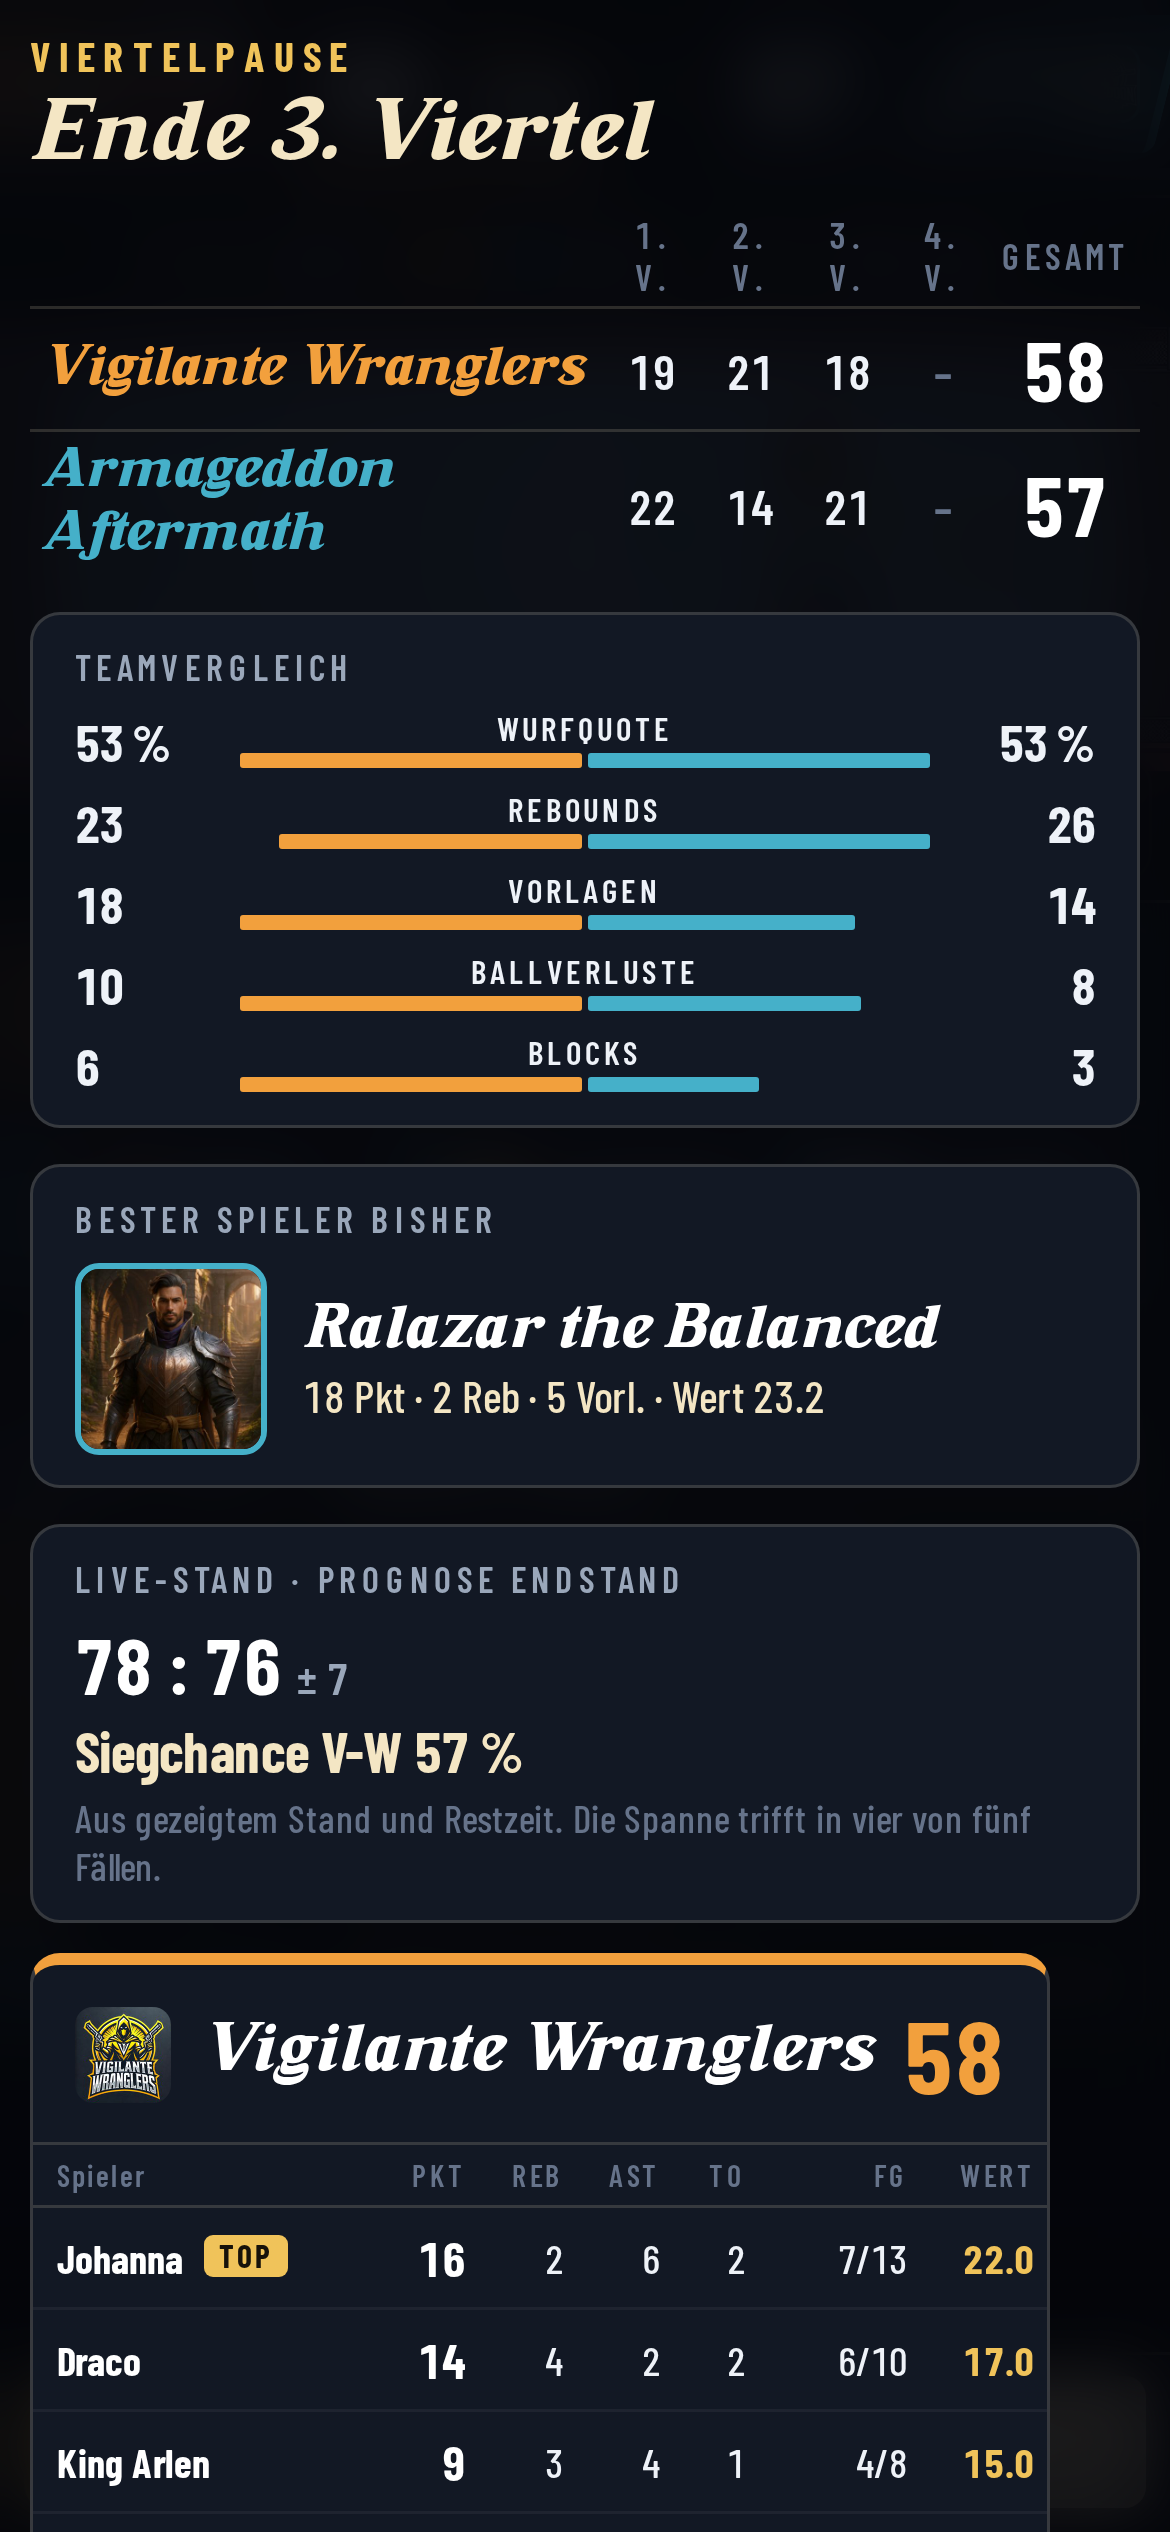 VIERTELPAUSE
Ende 3. Viertel
1. V. 2. V. 3. V. 4. V. GESAMT
Vigilante Wranglers 19 21 18 - 58
Armageddon Aftermath 22 14 21 - 57
TEAMVERGLEICH
53 % WURFQUOTE 53 %
23 REBOUNDS 26
18 VORLAGEN 14
10 BALLVERLUSTE 8
6 BLOCKS 3
BESTER SPIELER BISHER
Ralazar the Balanced
18 Pkt · 2 Reb · 5 Vorl. · Wert 23.2
LIVE-STAND · PROGNOSE ENDSTAND
78 : 76 ± 7
Siegchance V-W 57 %
Aus gezeigtem Stand und Restzeit. Die Spanne trifft in vier von fünf
Fällen.
VIGILANTE
WRANGLERS
Vigilante Wranglers 58
Spieler PKT REB AST TO FG WERT
Johanna TOP 16 2 6 2 7/13 22.0
Draco 14 4 2 2 6/10 17.0
King Arlen 9 3 4 1 4/8 15.0